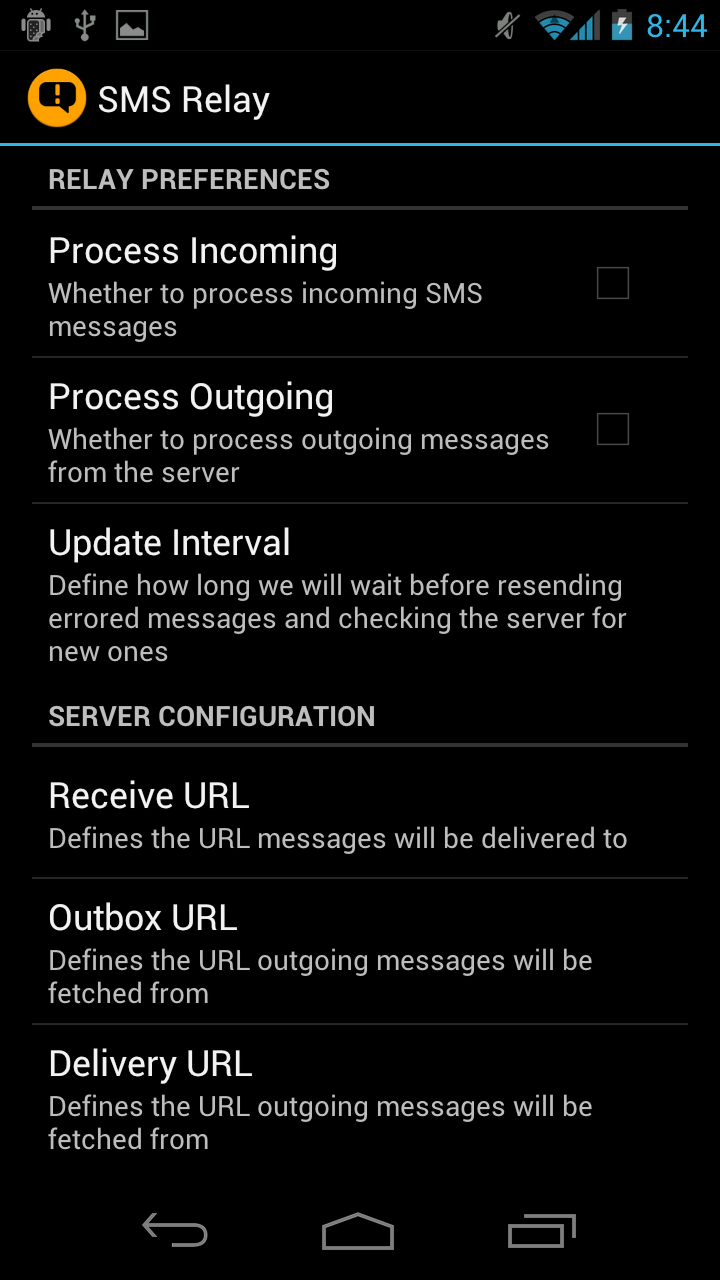 8:44
SMS Relay
RELAY PREFERENCES
Process Incoming
Whether to process incoming SMS
messages
Process Outgoing
Whether to process outgoing messages
from the server
Update Interval
Define how long we will wait before resending
errored messages and checking the server for
new ones
SERVER CONFIGURATION
Receive URL
Defines the URL messages will be delivered to
Outbox URL
Defines the URL outgoing messages will be
fetched from
Delivery URL
Defines the URL outgoing messages will be
fetched from